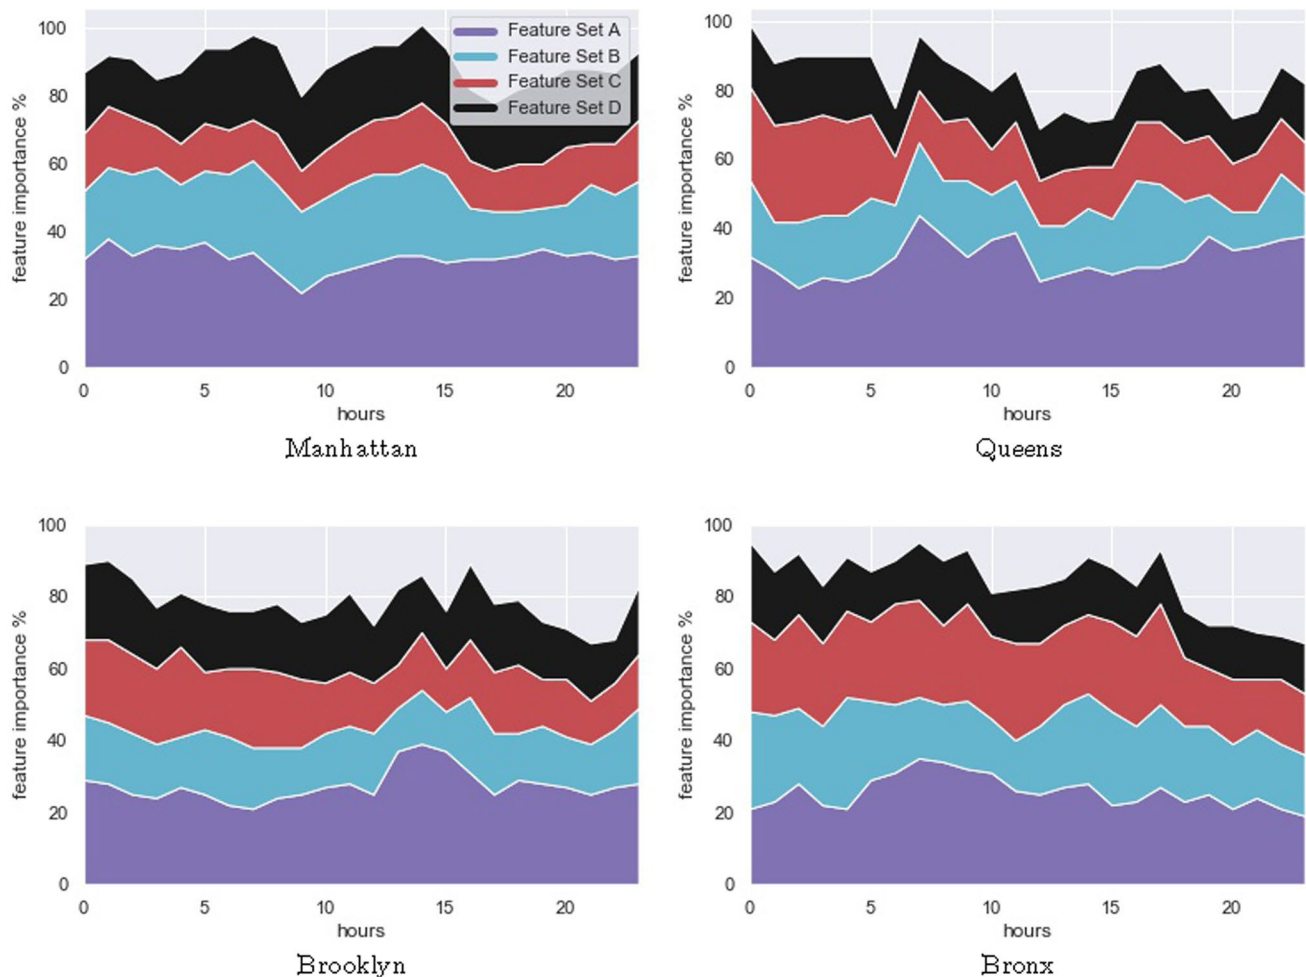 feature importance %
100
80
60
40
20
0
Feature Set A
Feature Set B
Feature Set C
Feature Set D
0 5 10 15 20
hours
Manhattan
feature importance %
100
80
60
40
20
0
0 5 10 15 20
hours
Queens
feature importance %
100
80
60
40
20
0
0 5 10 15 20
hours
Brooklyn
feature importance %
100
80
60
40
20
0
0 5 10 15 20
hours
Bronx